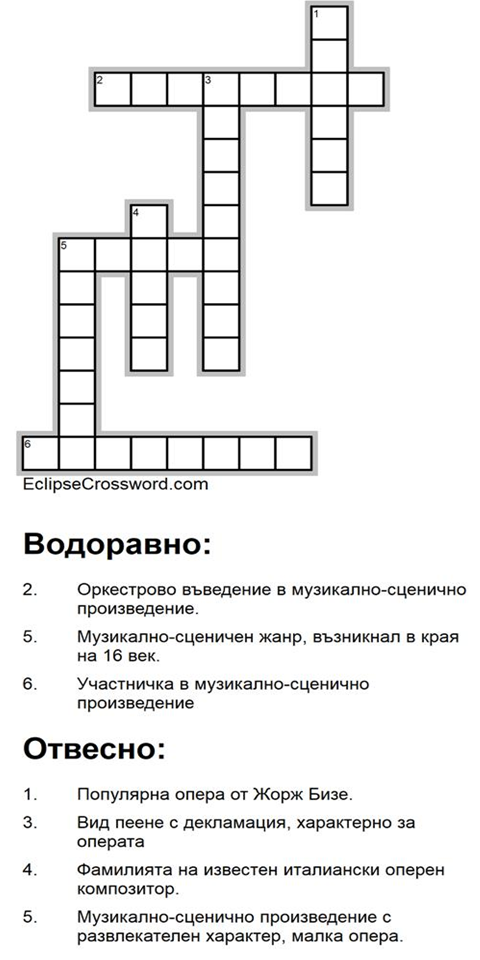 1
2
3
4
5
6
EclipseCrossword.com
Водоравно:
2. Оркестрово въведение в музикално-сценично
произведение.
5. Музикално-сценичен жанр, възникнал в края
на 16 век.
6. Участничка в музикално-сценично
произведение
Отвесно:
1. Популярна опера от Жорж Бизе.
3. Вид пеене с декламация, характерно за
операта
4. Фамилията на известен италиански оперен
композитор.
5. Музикално-сценично произведение с
развлекателен характер, малка опера.